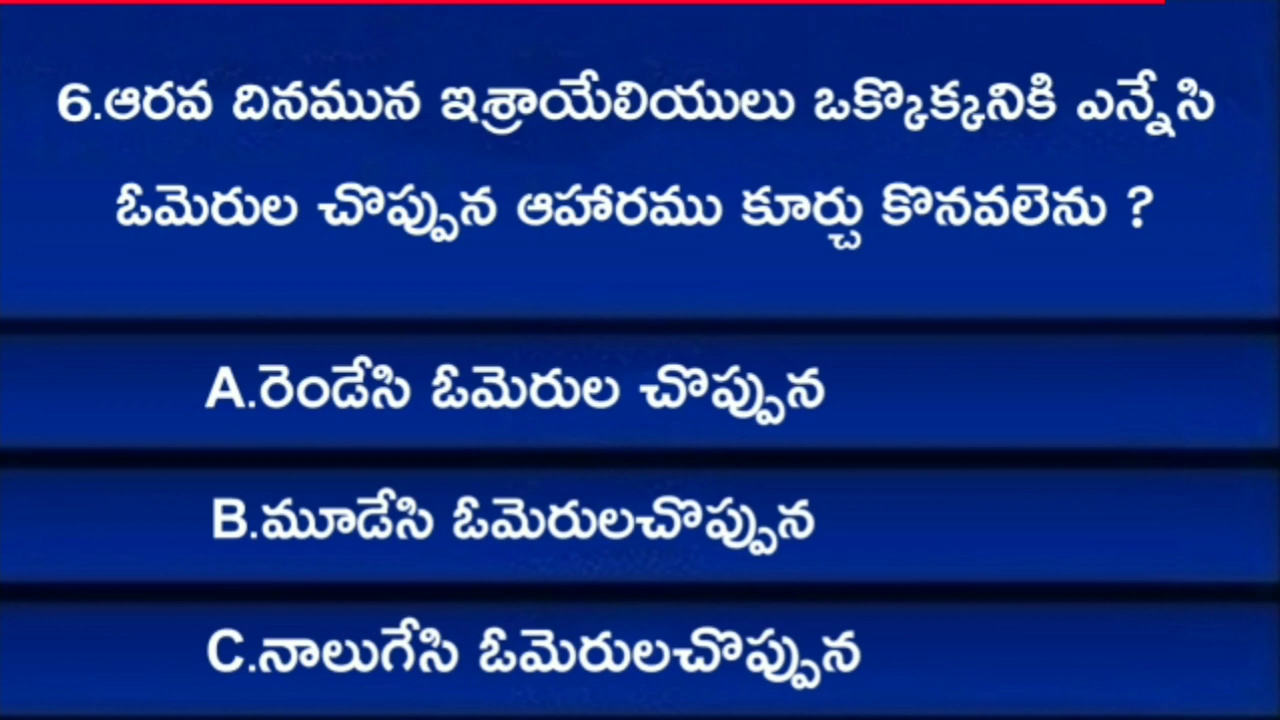 6.ఆరవ దినమున ఇశ్రాయేలియులు ఒక్కొక్కనికి ఎన్నేసి
ఓమెరుల చొప్పున ఆహారము కూర్చు కొనవలెను ?
A.రెండేసి ఓమెరుల చొప్పున
B.మూడేసి ఓమెరులచొప్పున
C.నాలుగేసి ఓమెరులచొప్పున